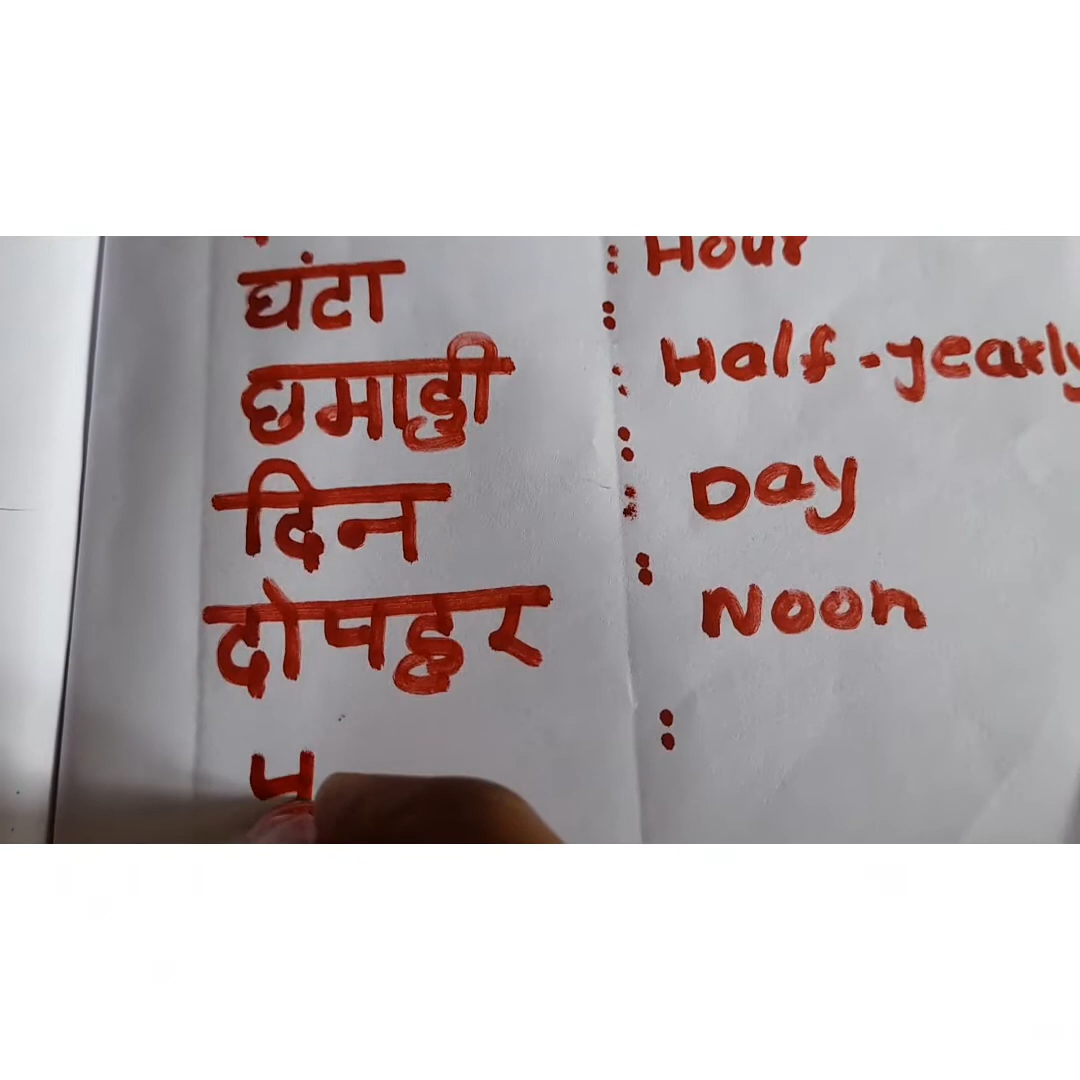 घंटा : Hour
छमाही : Half-yearly
दिन : Day
दोपहर : Noon
:
प